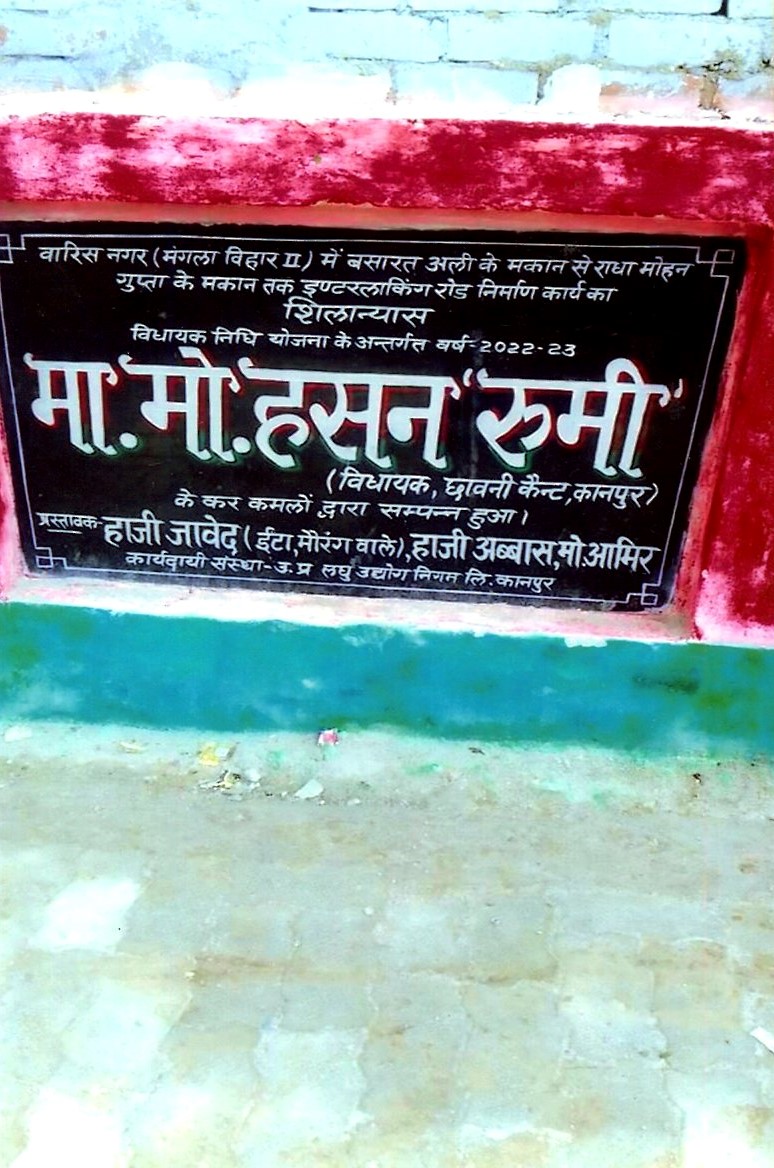 वारिस नगर (मंगला विहार II) में बसारत अली के मकान से राधा मोहन
गुप्ता के मकान तक इण्टरलाकिंग रोड निर्माण कार्य का
शिलान्यास
विधायक निधि योजना के अन्तर्गत वर्ष-2022-23
मा. मो. हसन "रुमी"
(विधायक, छावनी कैन्ट, कानपुर)
के कर कमलों द्वारा सम्पन्न हुआ।
प्रस्तावक- हाजी जावेद (ईंटा, मौरंग वाले), हाजी अब्बास, मो. आमिर
कार्यदायी संस्था-उ.प्र लघु उद्योग निगम लि. कानपुर